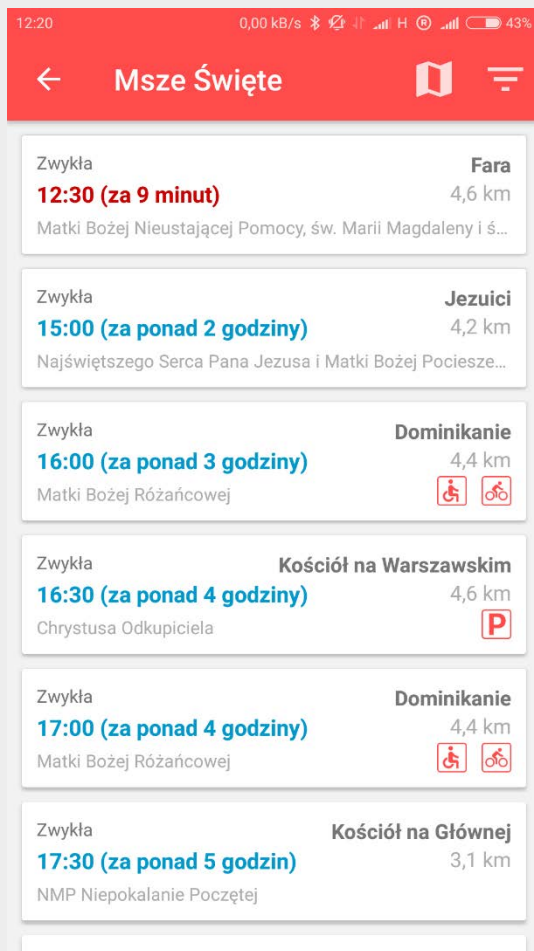 12:20 0,00 kB/s H R 43%
Msze Święte
Zwykła Fara
12:30 (za 9 minut) 4,6 km
Matki Bożej Nieustającej Pomocy, św. Marii Magdaleny i ś...
Zwykła Jezuici
15:00 (za ponad 2 godziny) 4,2 km
Najświętszego Serca Pana Jezusa i Matki Bożej Pociesze...
Zwykła Dominikanie
16:00 (za ponad 3 godziny) 4,4 km
Matki Bożej Różańcowej
Zwykła Kościół na Warszawskim
16:30 (za ponad 4 godziny) 4,6 km
Chrystusa Odkupiciela P
Zwykła Dominikanie
17:00 (za ponad 4 godziny) 4,4 km
Matki Bożej Różańcowej
Zwykła Kościół na Głównej
17:30 (za ponad 5 godzin) 3,1 km
NMP Niepokalanie Poczętej